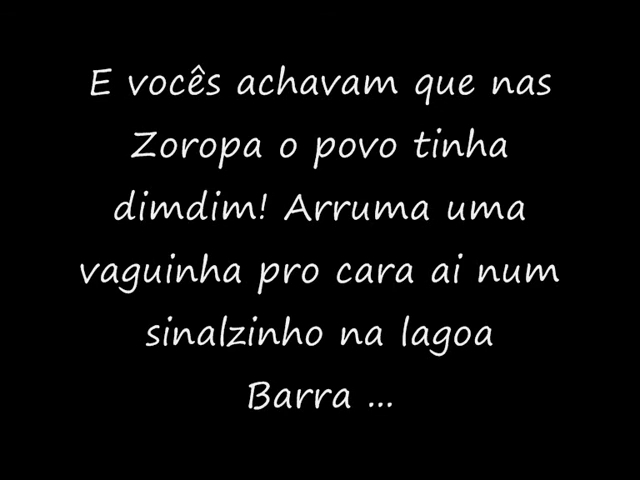 E vocês achavam que nas
Zoropa o povo tinha
dimdim! Arruma uma
vaguinha pro cara ai num
sinalzinho na lagoa
Barra ...